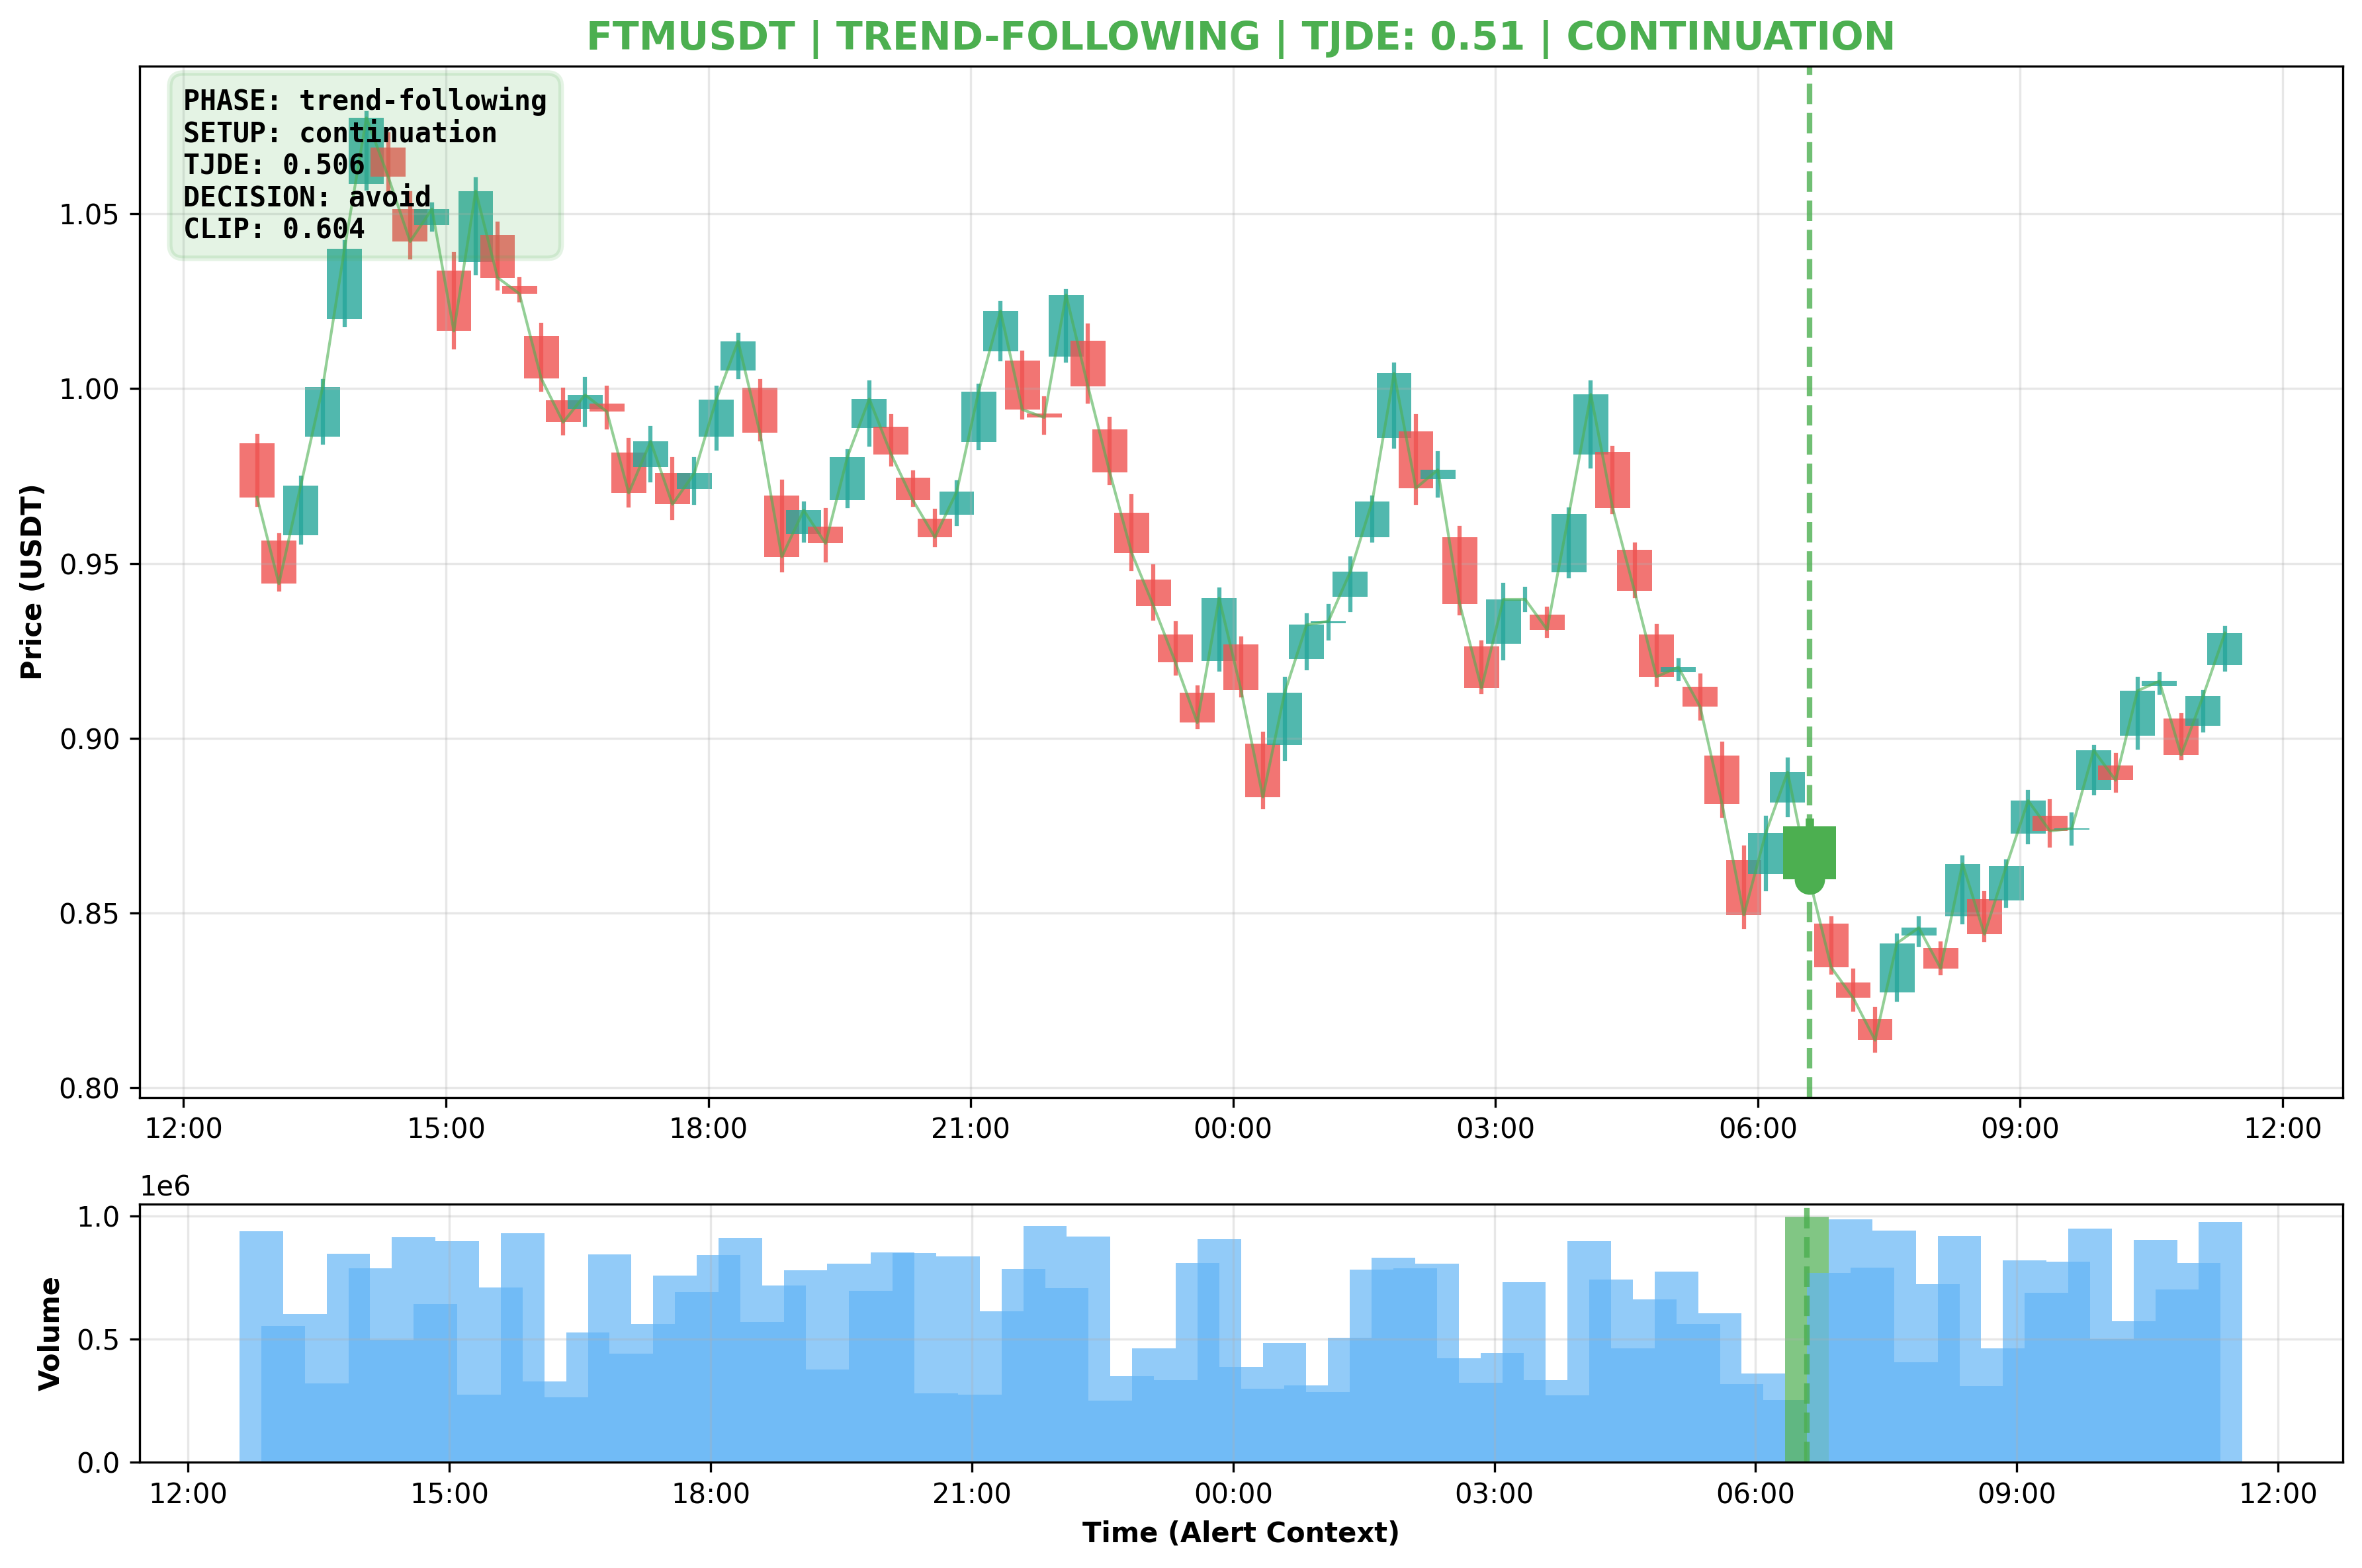 FTMUSDT | TREND-FOLLOWING | TJDE: 0.51 | CONTINUATION
PHASE: trend-following
SETUP: continuation
TJDE: 0.506
DECISION: avoid
CLIP: 0.604
Price (USDT)
1.05
1.00
0.95
0.90
0.85
0.80
12:00 15:00 18:00 21:00 00:00 03:00 06:00 09:00 12:00
1e6
Volume
1.0
0.5
0.0
12:00 15:00 18:00 21:00 00:00 03:00 06:00 09:00 12:00
Time (Alert Context)